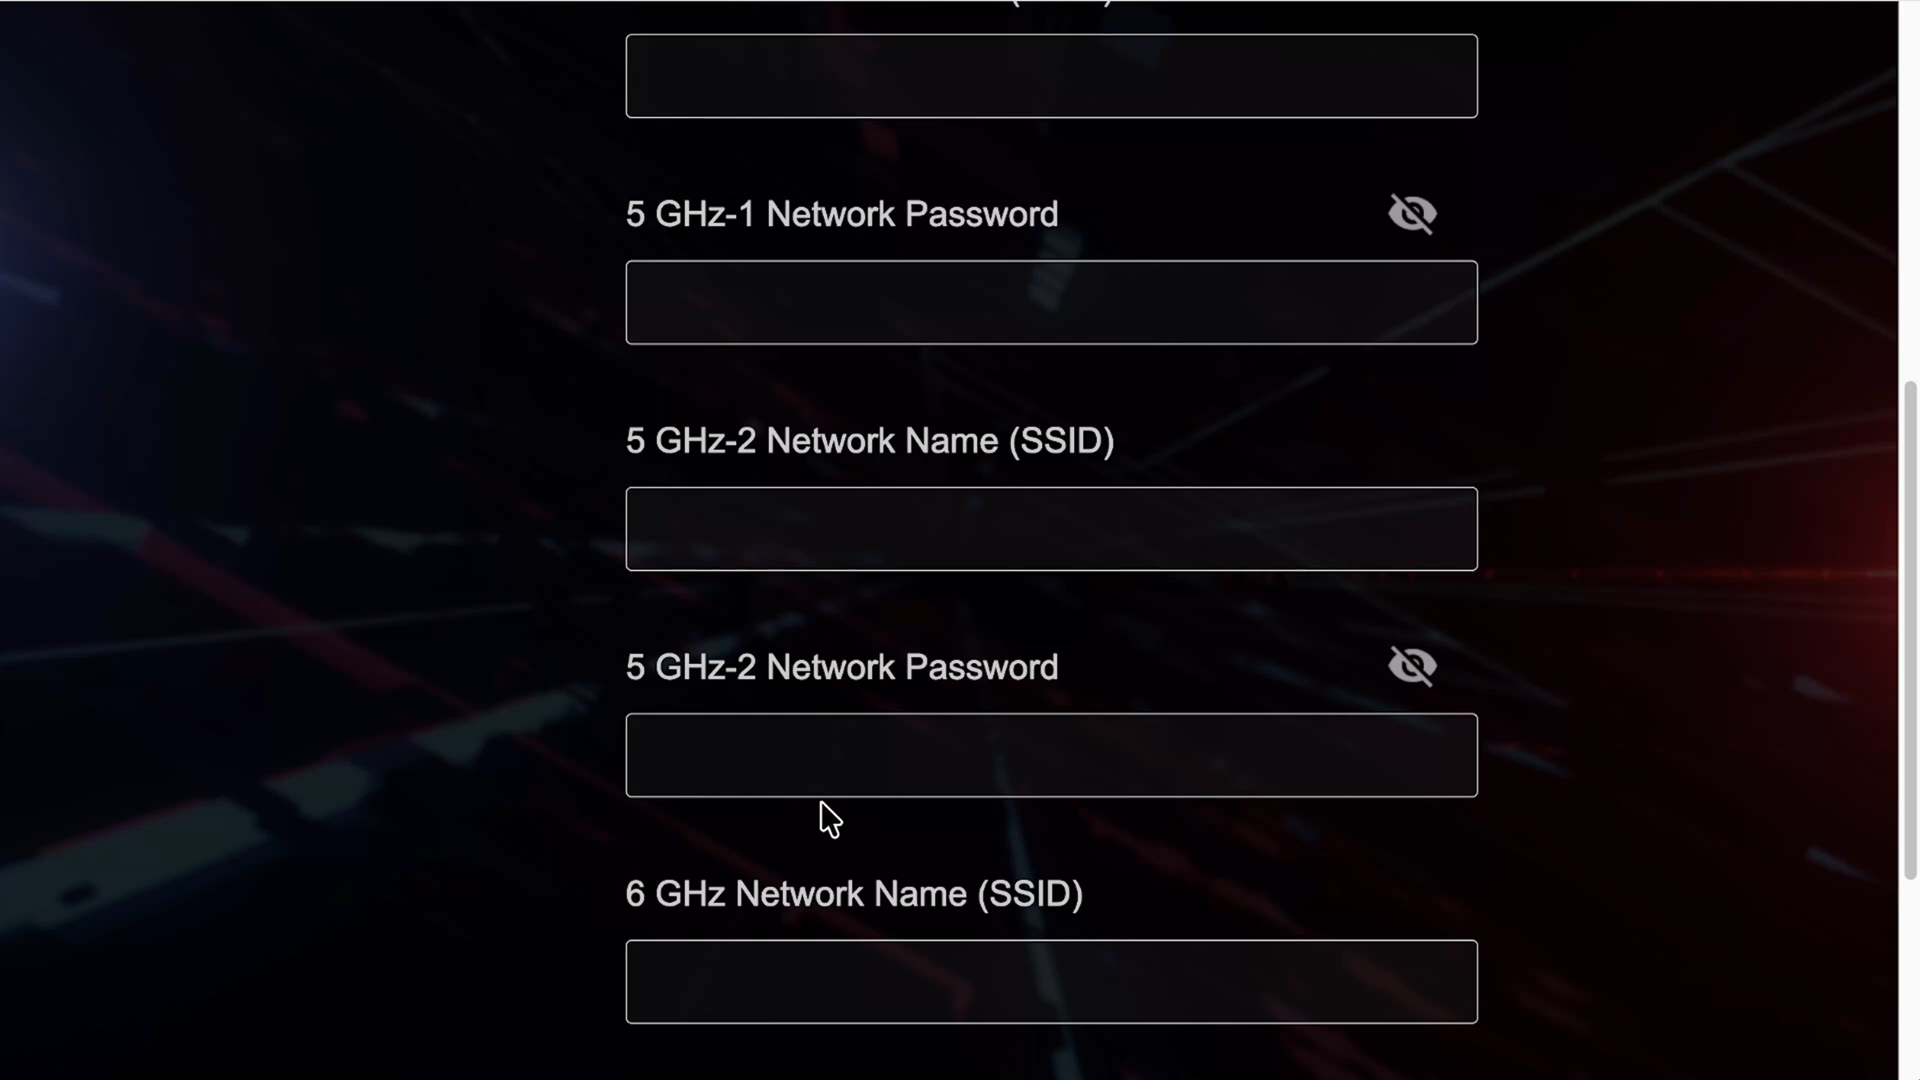 5 GHz-1 Network Password
5 GHz-2 Network Name (SSID)
5 GHz-2 Network Password
6 GHz Network Name (SSID)